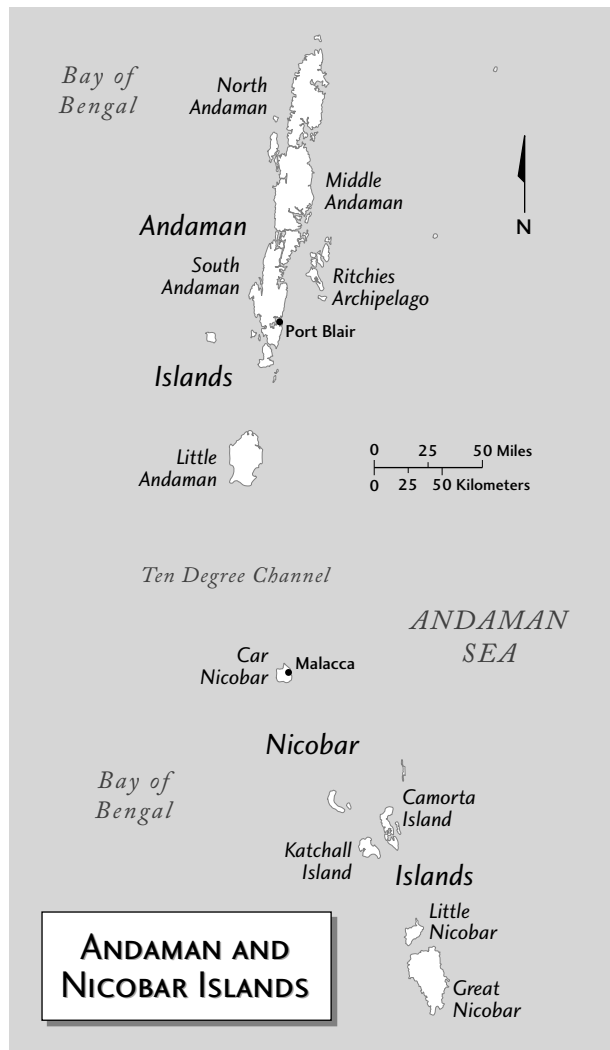 Bay of
Bengal
North
Andaman
N
Middle
Andaman
Andaman
South
Andaman
Ritchies
Archipelago
Port Blair
Islands
0 25 50 Miles
0 25 50 Kilometers
Little
Andaman
Ten Degree Channel
ANDAMAN
SEA
Car
Nicobar
Malacca
Nicobar
Bay of
Bengal
Camorta
Island
Katchall
Island
Islands
Little
Nicobar
Great
Nicobar
ANDAMAN AND
NICOBAR ISLANDS